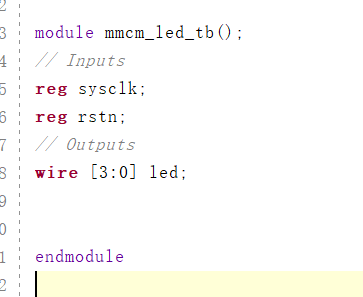 2
3 module mmcm_led_tb();
4 // Inputs
5 reg sysclk;
6 reg rstn;
7 // Outputs
8 wire [3:0] led;
9
0
1 endmodule
2